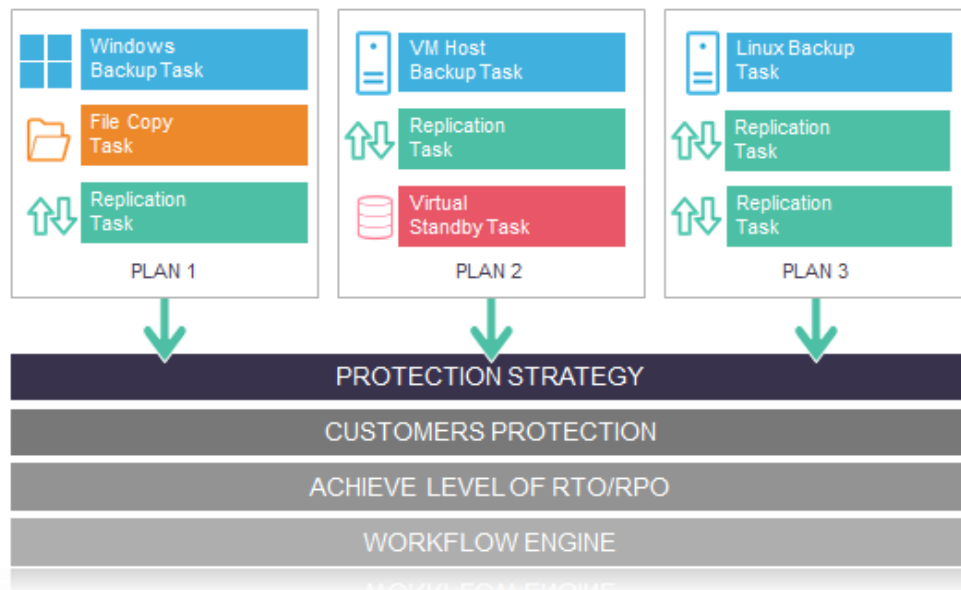 Windows
Backup Task
File Copy
Task
Replication
Task
PLAN 1
VM Host
Backup Task
Replication
Task
Virtual
Standby Task
PLAN 2
Linux Backup
Task
Replication
Task
Replication
Task
PLAN 3
PROTECTION STRATEGY
CUSTOMERS PROTECTION
ACHIEVE LEVEL OF RTO/RPO
WORKFLOW ENGINE